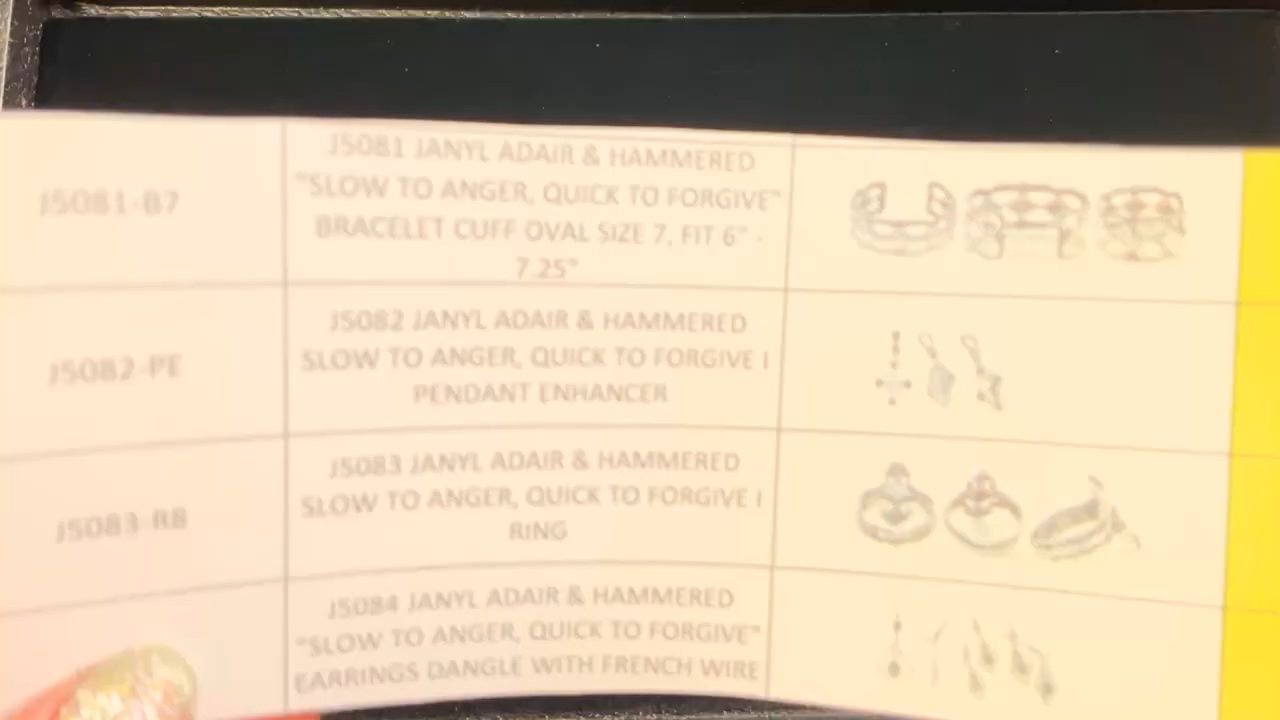 J5081-B7
J5081 JANYL ADAIR & HAMMERED
"SLOW TO ANGER, QUICK TO FORGIVE"
BRACELET CUFF OVAL SIZE 7, FIT 6" -
7.25"
J5082-PE
J5082 JANYL ADAIR & HAMMERED
SLOW TO ANGER, QUICK TO FORGIVE I
PENDANT ENHANCER
J5083-R8
J5083 JANYL ADAIR & HAMMERED
SLOW TO ANGER, QUICK TO FORGIVE I
RING
J5084 JANYL ADAIR & HAMMERED
"SLOW TO ANGER, QUICK TO FORGIVE"
EARRINGS DANGLE WITH FRENCH WIRE